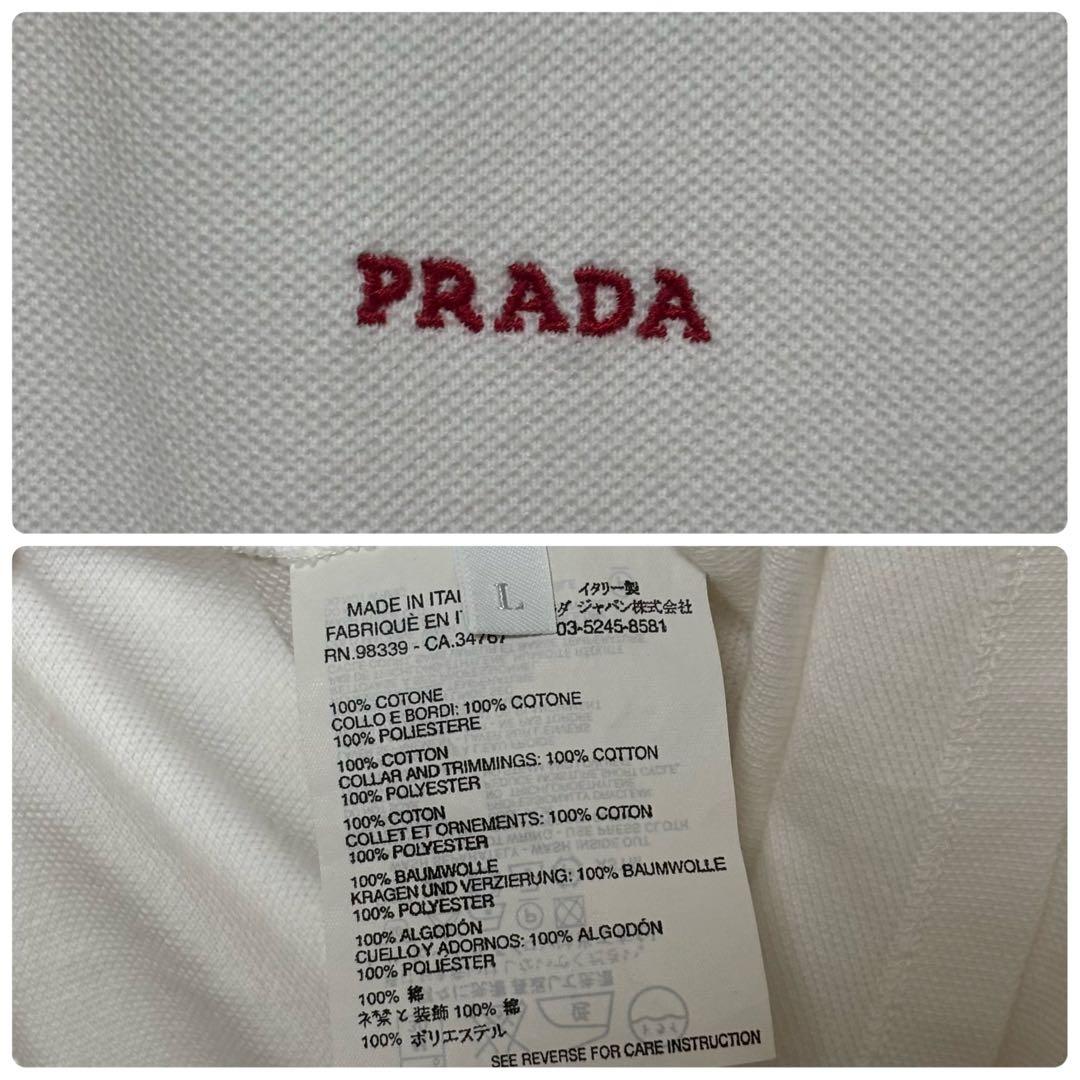 PRADA
L
MADE IN ITAL
FABRIQUÈ EN IT
RN.98339 - CA.34767
イタリー製
ダ ジャパン株式会社
03-5245-8581
100% COTONE
COLLO E BORDI: 100% COTONE
100% POLIESTERE
100% COTTON
COLLAR AND TRIMMINGS: 100% COTTON
100% POLYESTER
100% COTON
COLLET ET ORNEMENTS: 100% COTON
100% POLYESTER
100% BAUMWOLLE
KRAGEN UND VERZIERUNG: 100% BAUMWOLLE
100% POLYESTER
100% ALGODÓN
CUELLO Y ADORNOS: 100% ALGODÓN
100% POLIÉSTER
100% 綿
ネ禁と装飾 100% 綿
100% ポリエステル
SEE REVERSE FOR CARE INSTRUCTION